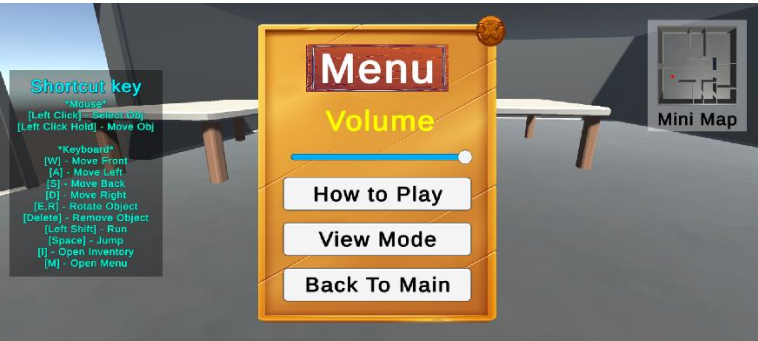 Shortcut key
*Mouse*
[Left Click] - Select Obj
[Left Click Hold] - Move Obj
*Keyboard*
[W] - Move Front
[A] - Move Left
[S] - Move Back
[D] - Move Right
[E,R] - Rotate Object
[Delete] - Remove Object
[Left Shift] - Run
[Space] - Jump
[I] - Open Inventory
[M] - Open Menu
Menu
Volume
How to Play
View Mode
Back To Main
Mini Map